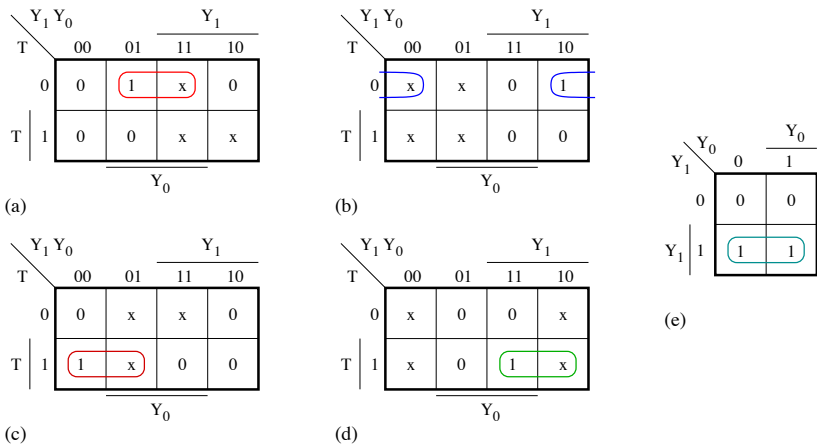 Y1 Y0
Y1
T
00 01 11 10
0 0 1 x 0
T 1 0 0 x x
Y0
(a)
Y1 Y0
Y1
T
00 01 11 10
0 x x 0 1
T 1 x x 0 0
Y0
(b)
Y1 Y0
Y1
T
00 01 11 10
0 0 x x 0
T 1 1 x 0 0
Y0
(c)
Y1 Y0
Y1
T
00 01 11 10
0 x 0 0 x
T 1 x 0 1 x
Y0
(d)
Y0
Y0
Y1
0 1
0 0 0
Y1 1 1 1
(e)